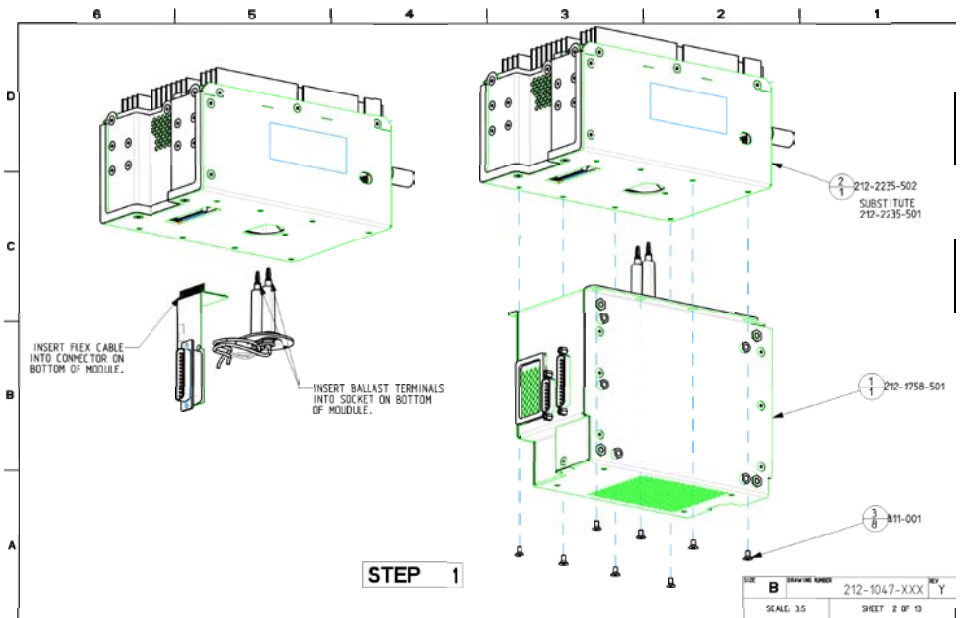 6 5 4 3 2 1
D
C
B
A
2
1
212-2235-502
SUBSTITUTE
212-2235-501
INSERT FLEX CABLE
INTO CONNECTOR ON
BOTTOM OF MODULE.
INSERT BALLAST TERMINALS
INTO SOCKET ON BOTTOM
OF MOUDULE.
1
1
212-1758-501
3
8
811-001
STEP 1
SIZE
B
DRAWING NUMBER
212-1047-XXX
REV
Y
SCALE: 3.5
SHEET 2 OF 13